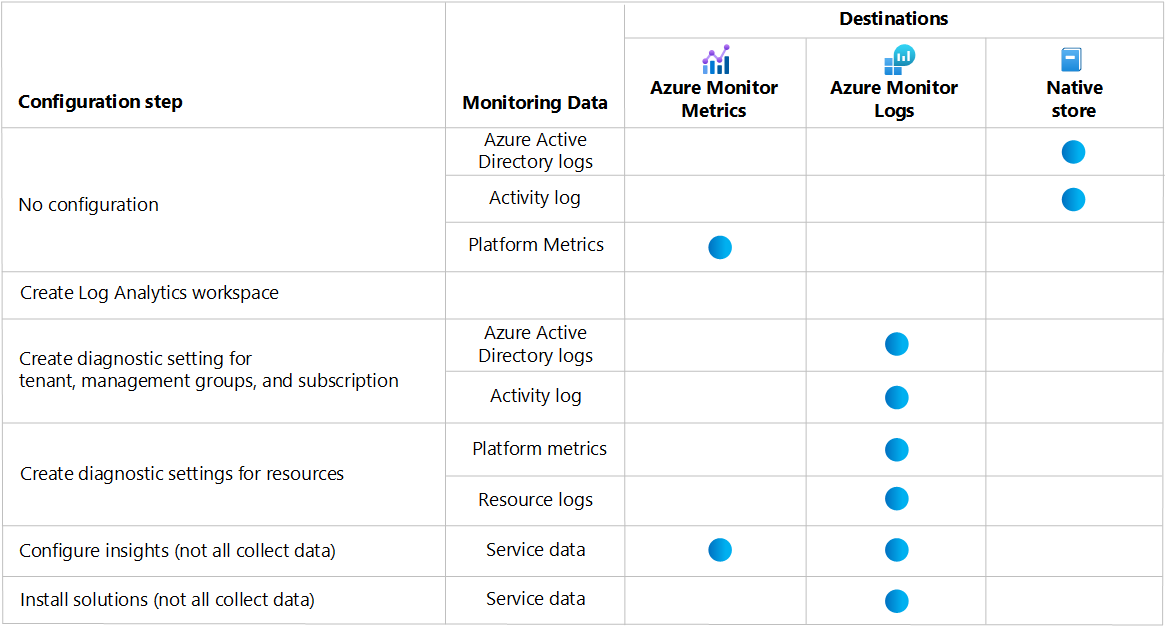 Destinations
Configuration step
Monitoring Data
Azure Monitor
Metrics
Azure Monitor
Logs
Native
store
No configuration
Azure Active
Directory logs
Activity log
Platform Metrics
Create Log Analytics workspace
Create diagnostic setting for
tenant, management groups, and subscription
Azure Active
Directory logs
Activity log
Create diagnostic settings for resources
Platform metrics
Resource logs
Configure insights (not all collect data)
Service data
Install solutions (not all collect data)
Service data